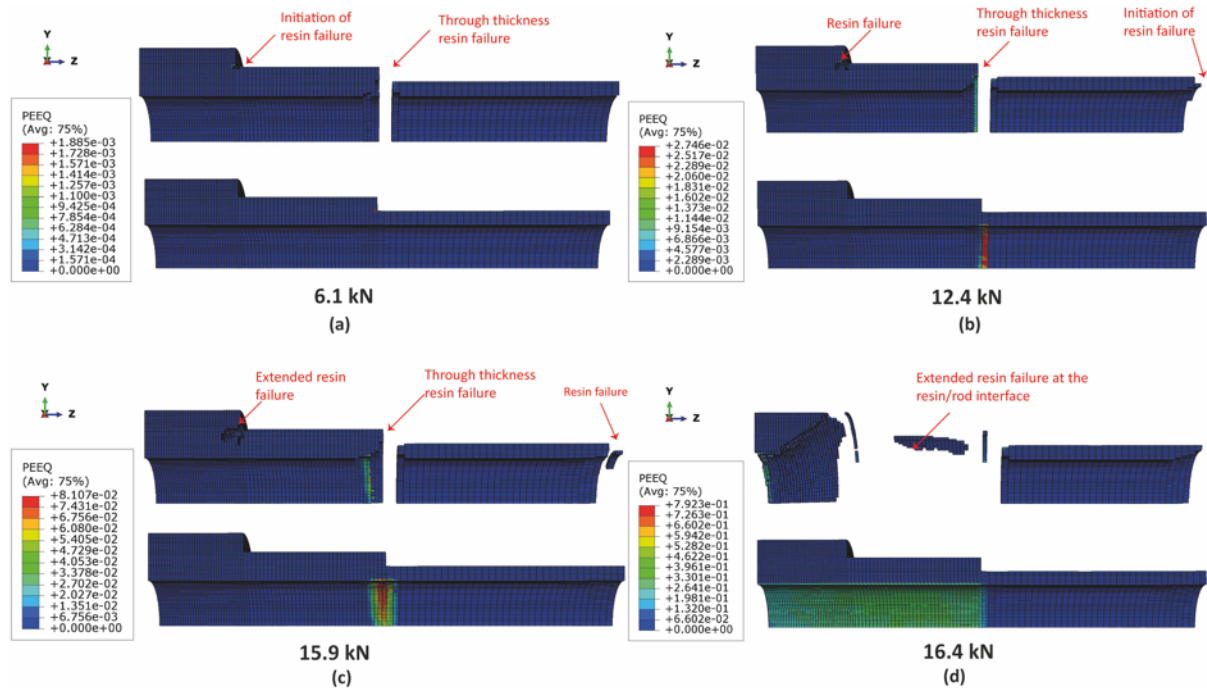 (a)
Initiation of
resin failure
Through thickness
resin failure
Y
Z
PEEQ
(Avg: 75%)
+1.885e-03
+1.728e-03
+1.571e-03
+1.414e-03
+1.257e-03
+1.100e-03
+9.425e-04
+7.854e-04
+6.284e-04
+4.713e-04
+3.142e-04
+1.571e-04
+0.000e+00
6.1 kN
(a)
Resin failure
Through thickness
resin failure
Initiation of
resin failure
Y
Z
PEEQ
(Avg: 75%)
+2.746e-02
+2.517e-02
+2.289e-02
+2.060e-02
+1.831e-02
+1.602e-02
+1.373e-02
+1.144e-02
+9.154e-03
+6.866e-03
+4.577e-03
+2.289e-03
+0.000e+00
12.4 kN
(b)
Extended resin
failure
Through thickness
resin failure
Resin failure
Y
Z
PEEQ
(Avg: 75%)
+8.107e-02
+7.431e-02
+6.756e-02
+6.080e-02
+5.405e-02
+4.729e-02
+4.053e-02
+3.378e-02
+2.702e-02
+2.027e-02
+1.351e-02
+6.756e-03
+0.000e+00
15.9 kN
(c)
Extended resin failure at the
resin/rod interface
Y
Z
PEEQ
(Avg: 75%)
+7.923e-01
+7.263e-01
+6.602e-01
+5.942e-01
+5.282e-01
+4.622e-01
+3.961e-01
+3.301e-01
+2.641e-01
+1.981e-01
+1.320e-01
+6.602e-02
+0.000e+00
16.4 kN
(d)